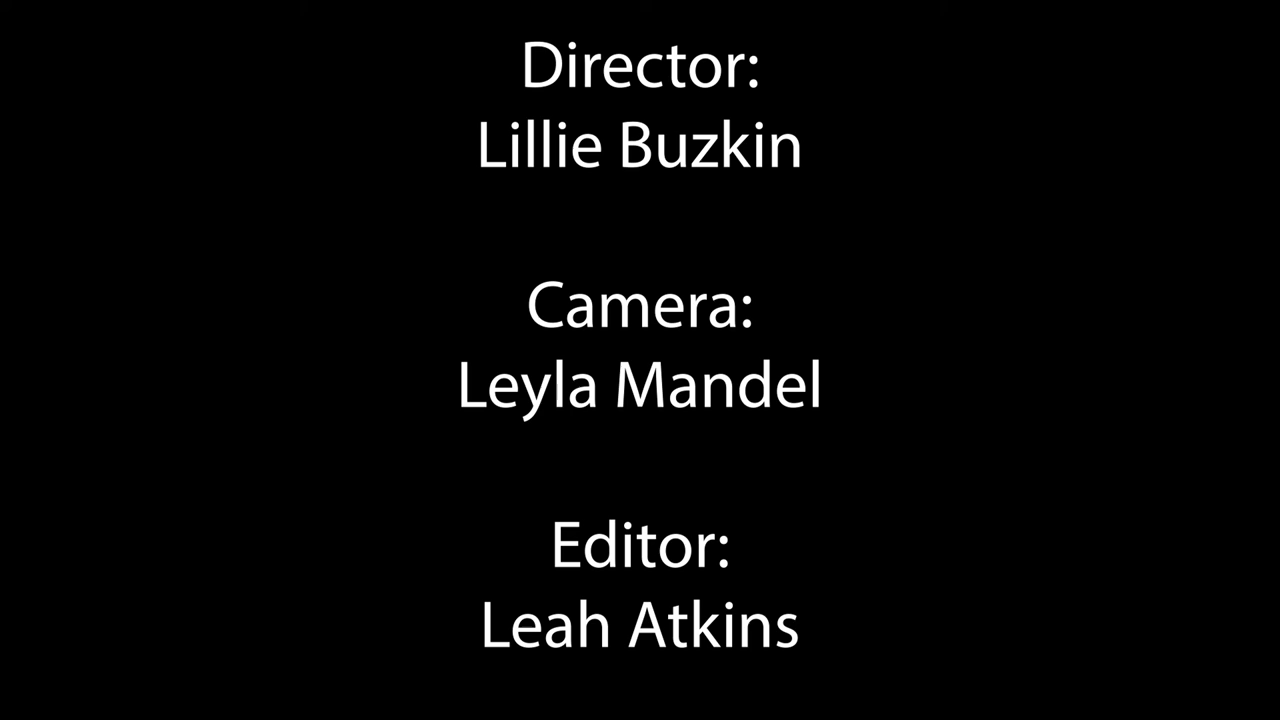 Director:
Lillie Buzkin
Camera:
Leyla Mandel
Editor:
Leah Atkins